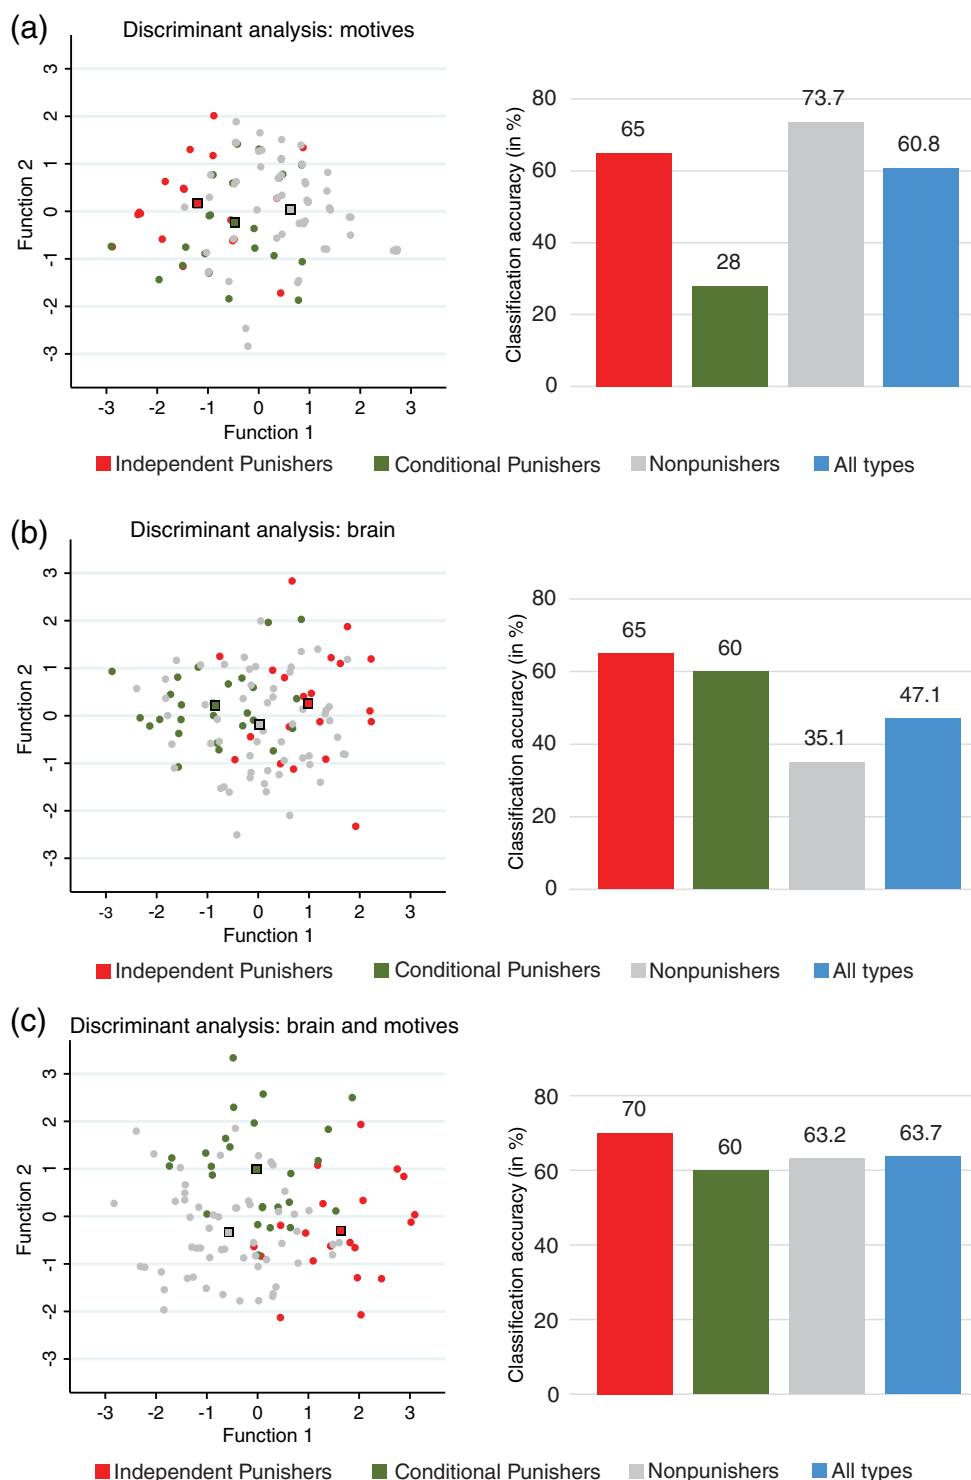 (a)
Discriminant analysis: motives
3
2
1
0
-1
-2
-3
Function 2
-3 -2 -1 0 1 2 3
Function 1
80
60
40
20
0
Classification accuracy (in %)
65
28
73.7
60.8
Independent Punishers Conditional Punishers Nonpunishers All types
(b)
Discriminant analysis: brain
3
2
1
0
-1
-2
-3
Function 2
-3 -2 -1 0 1 2 3
Function 1
80
60
40
20
0
Classification accuracy (in %)
65
60
35.1
47.1
Independent Punishers Conditional Punishers Nonpunishers All types
(c)
Discriminant analysis: brain and motives
3
2
1
0
-1
-2
-3
Function 2
-3 -2 -1 0 1 2 3
Function 1
80
60
40
20
0
Classification accuracy (in %)
70
60
63.2
63.7
Independent Punishers Conditional Punishers Nonpunishers All types